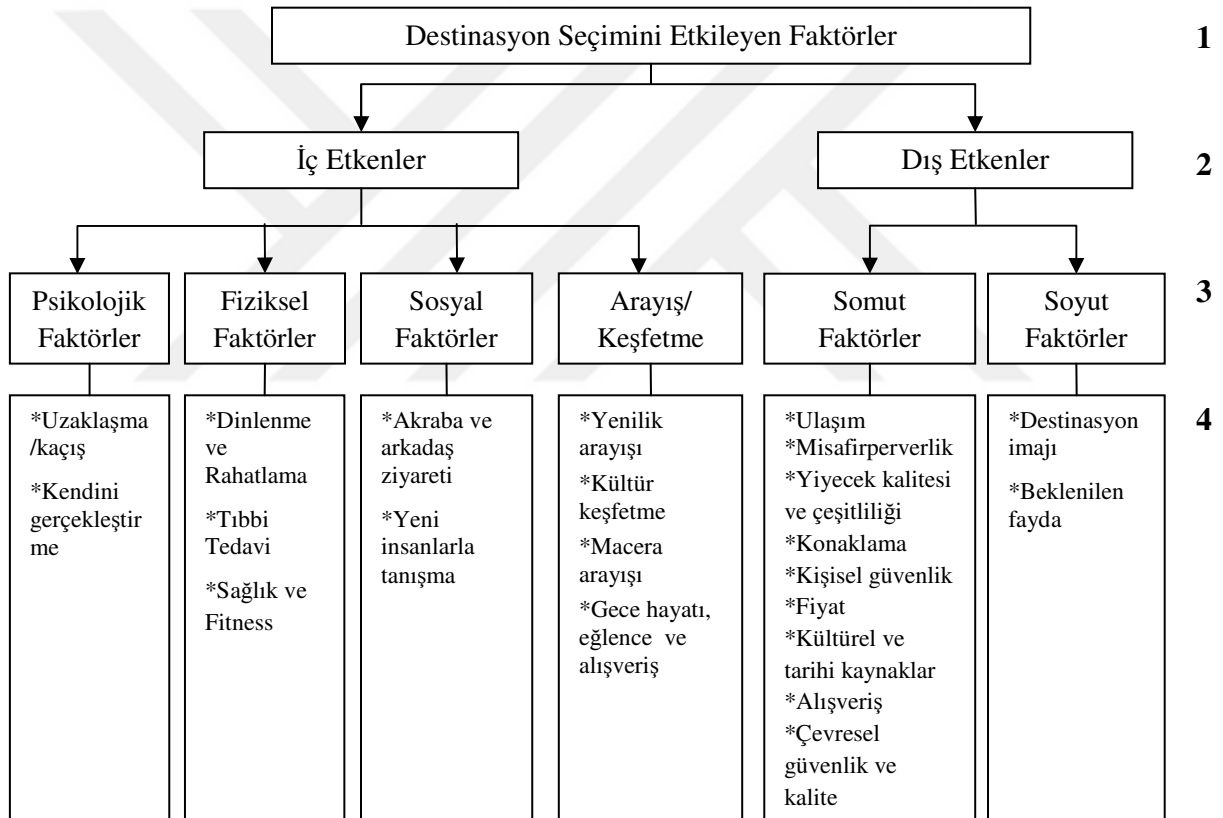 Destinasyon Seçimini Etkileyen Faktörler
1
İç Etkenler
Dış Etkenler
2
Psikolojik
Faktörler
Fiziksel
Faktörler
Sosyal
Faktörler
Arayış/
Keşfetme
Somut
Faktörler
Soyut
Faktörler
3
*Uzaklaşma
/kaçış
*Kendini
gerçekleştir
me
*Dinlenme
ve
Rahatlama
*Tıbbi
Tedavi
*Sağlık ve
Fitness
*Akraba ve
arkadaş
ziyareti
*Yeni
insanlarla
tanışma
*Yenilik
arayışı
*Kültür
keşfetme
*Macera
arayışı
*Gece hayatı,
eğlence ve
alışveriş
*Ulaşım
*Misafirperverlik
*Yiyecek kalitesi
ve çeşitliliği
*Konaklama
*Kişisel güvenlik
*Fiyat
*Kültürel ve
tarihi kaynaklar
*Alışveriş
*Çevresel
güvenlik ve
kalite
*Destinasyon
imajı
*Beklenilen
fayda
4